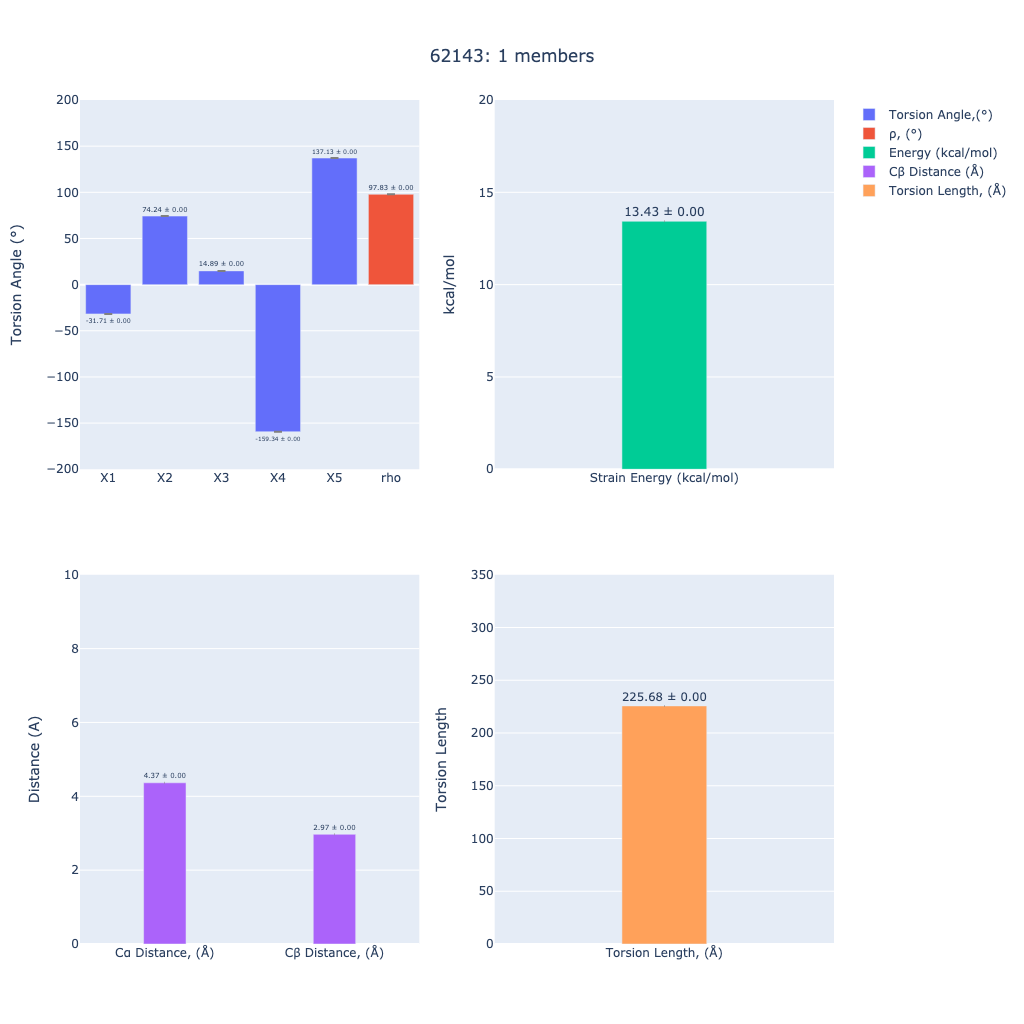 62143: 1 members
Torsion Angle (°)
200
150
100
50
0
−50
−100
−150
−200
-31.71 ± 0.00
74.24 ± 0.00
14.89 ± 0.00
-159.34 ± 0.00
137.13 ± 0.00
97.83 ± 0.00
X1 X2 X3 X4 X5 rho
kcal/mol
20
15
10
5
0
13.43 ± 0.00
Strain Energy (kcal/mol)
Torsion Angle,(°)
ρ, (°)
Energy (kcal/mol)
Cβ Distance (Å)
Torsion Length, (Å)
Distance (A)
10
8
6
4
2
0
4.37 ± 0.00
2.97 ± 0.00
Cα Distance, (Å) Cβ Distance, (Å)
Torsion Length
350
300
250
200
150
100
50
0
225.68 ± 0.00
Torsion Length, (Å)